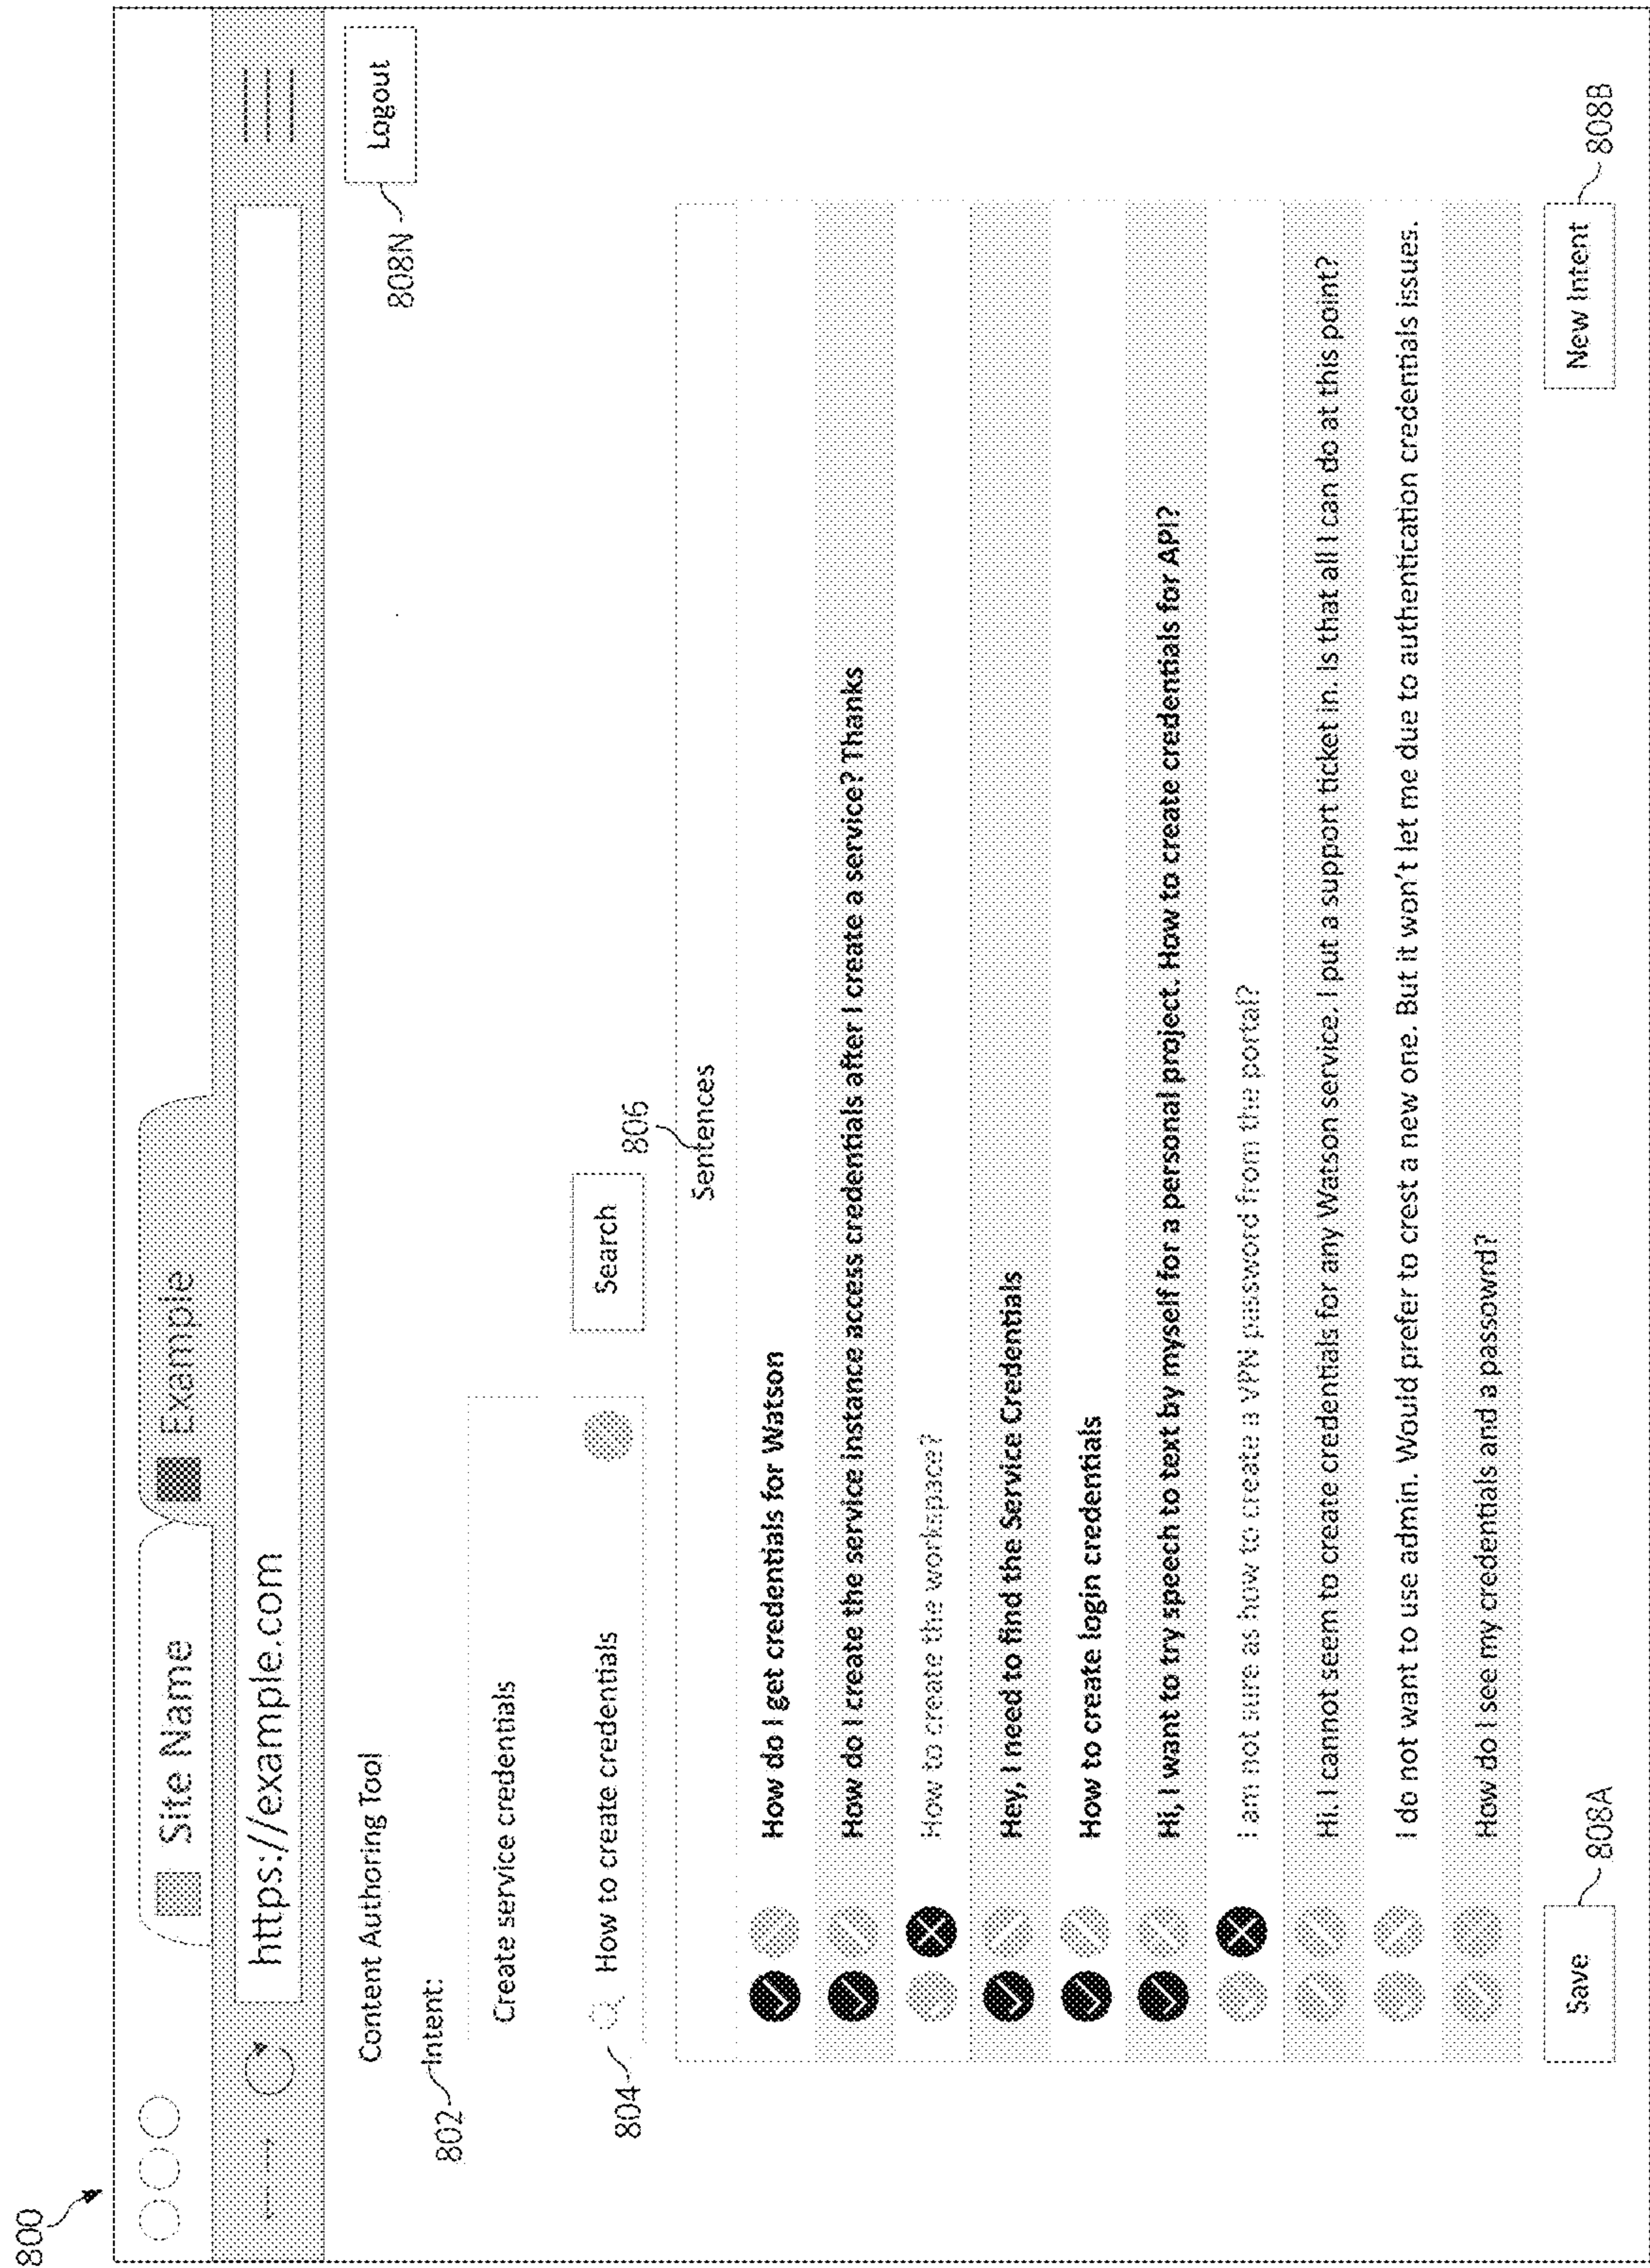 800
Site Name
Example
https://example.com
Content Authoring Tool
Logout
808N
802
Intent:
Create service credentials
804
How to create credentials
Search
806
Sentences
How do I get credentials for Watson
How do I create the service instance access credentials after I create a service? Thanks
How to create the workspace?
Hey, I need to find the Service Credentials
How to create login credentials
Hi, I want to try speech to text by myself for a personal project. How to create credentials for API?
I am not sure as how to create a VPN password from the portal?
Hi. I cannot seem to create credentials for any Watson service. I put a support ticket in. Is that all I can do at this point?
I do not want to use admin. Would prefer to crest a new one. But it won't let me due to authentication credentials issues.
How do I see my credentials and a passowrd?
Save
808A
New Intent
808B